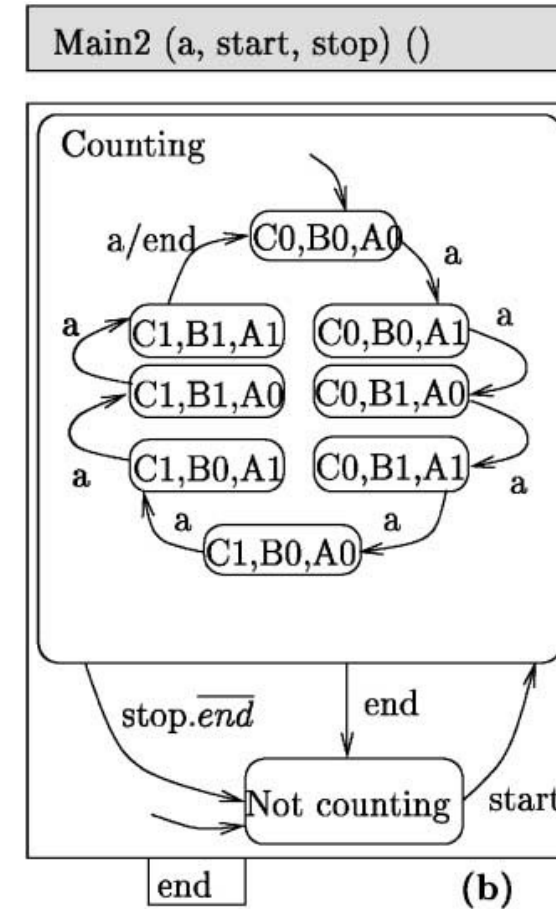 Main2 (a, start, stop) ()
Counting
a/end
C0,B0,A0
a
a
C1,B1,A1
C0,B0,A1
a
C1,B1,A0
C0,B1,A0
C1,B0,A1
C0,B1,A1
a
a
a
a
C1,B0,A0
stop.end
end
Not counting
start
end
(b)